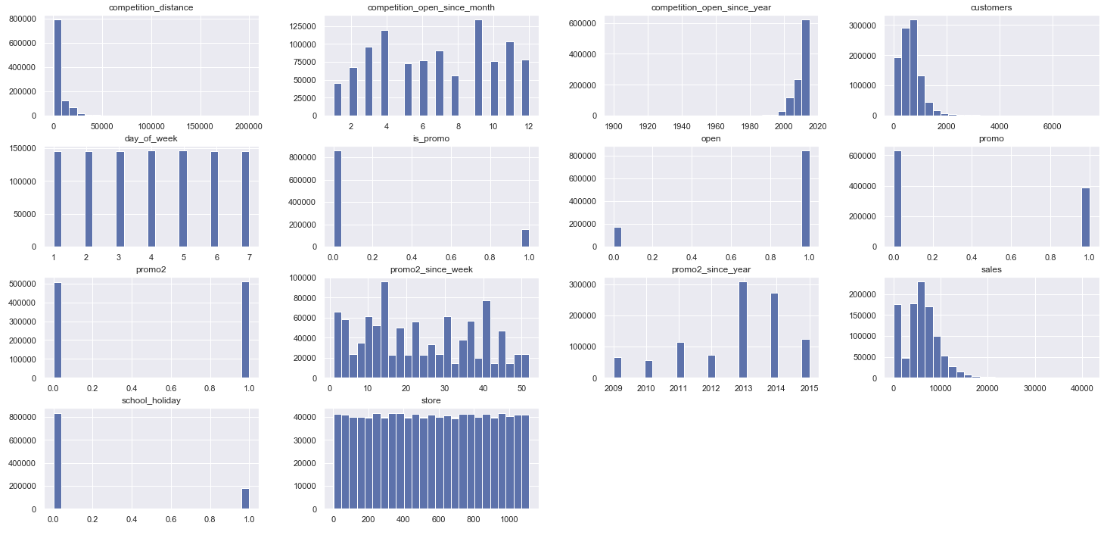 competition_distance
800000
600000
400000
200000
0
0 50000 100000 150000 200000
competition_open_since_month
125000
100000
75000
50000
25000
0
2 4 6 8 10 12
competition_open_since_year
600000
400000
200000
0
1900 1920 1940 1960 1980 2000 2020
customers
300000
200000
100000
0
0 2000 4000 6000
day_of_week
150000
100000
50000
0
1 2 3 4 5 6 7
is_promo
800000
600000
400000
200000
0
0.0 0.2 0.4 0.6 0.8 1.0
open
800000
600000
400000
200000
0
0.0 0.2 0.4 0.6 0.8 1.0
promo
600000
400000
200000
0
0.0 0.2 0.4 0.6 0.8 1.0
promo2
500000
400000
300000
200000
100000
0
0.0 0.2 0.4 0.6 0.8 1.0
promo2_since_week
100000
80000
60000
40000
20000
0
0 10 20 30 40 50
promo2_since_year
300000
200000
100000
0
2009 2010 2011 2012 2013 2014 2015
sales
200000
150000
100000
50000
0
0 10000 20000 30000 40000
school_holiday
800000
600000
400000
200000
0
0.0 0.2 0.4 0.6 0.8 1.0
store
40000
30000
20000
10000
0
0 200 400 600 800 1000